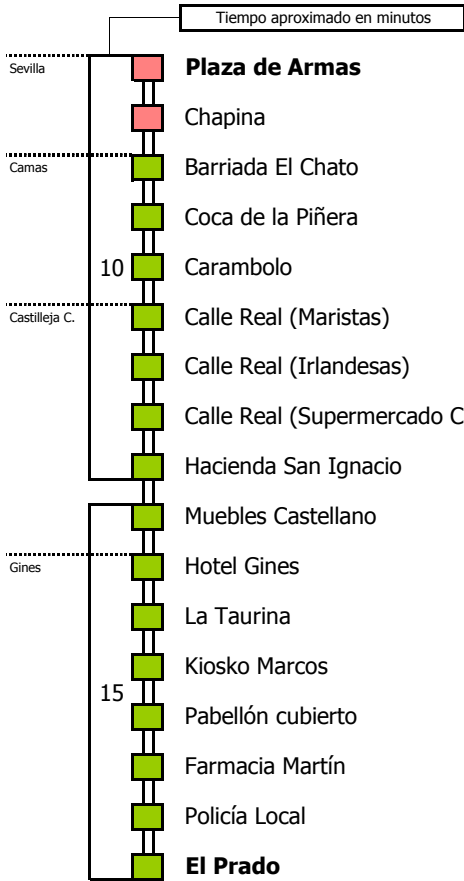 Tiempo aproximado en minutos
Sevilla
Plaza de Armas
Chapina
Camas
Barriada El Chato
Coca de la Piñera
10
Carambolo
Castilleja C.
Calle Real (Maristas)
Calle Real (Irlandesas)
Calle Real (Supermercado C
Hacienda San Ignacio
Muebles Castellano
Gines
Hotel Gines
La Taurina
Kiosko Marcos
15
Pabellón cubierto
Farmacia Martín
Policía Local
El Prado